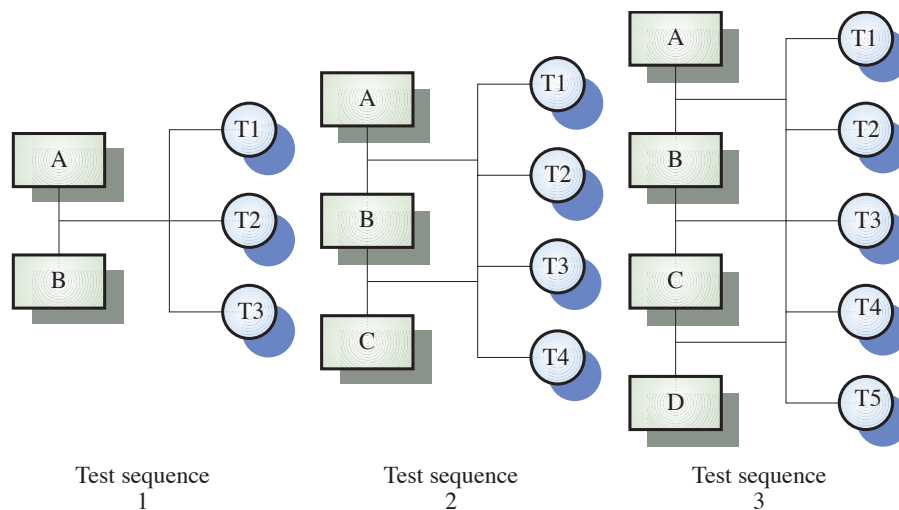 A
B
T1
T2
T3
Test sequence
1
A
B
C
T1
T2
T3
T4
Test sequence
2
A
B
C
D
T1
T2
T3
T4
T5
Test sequence
3